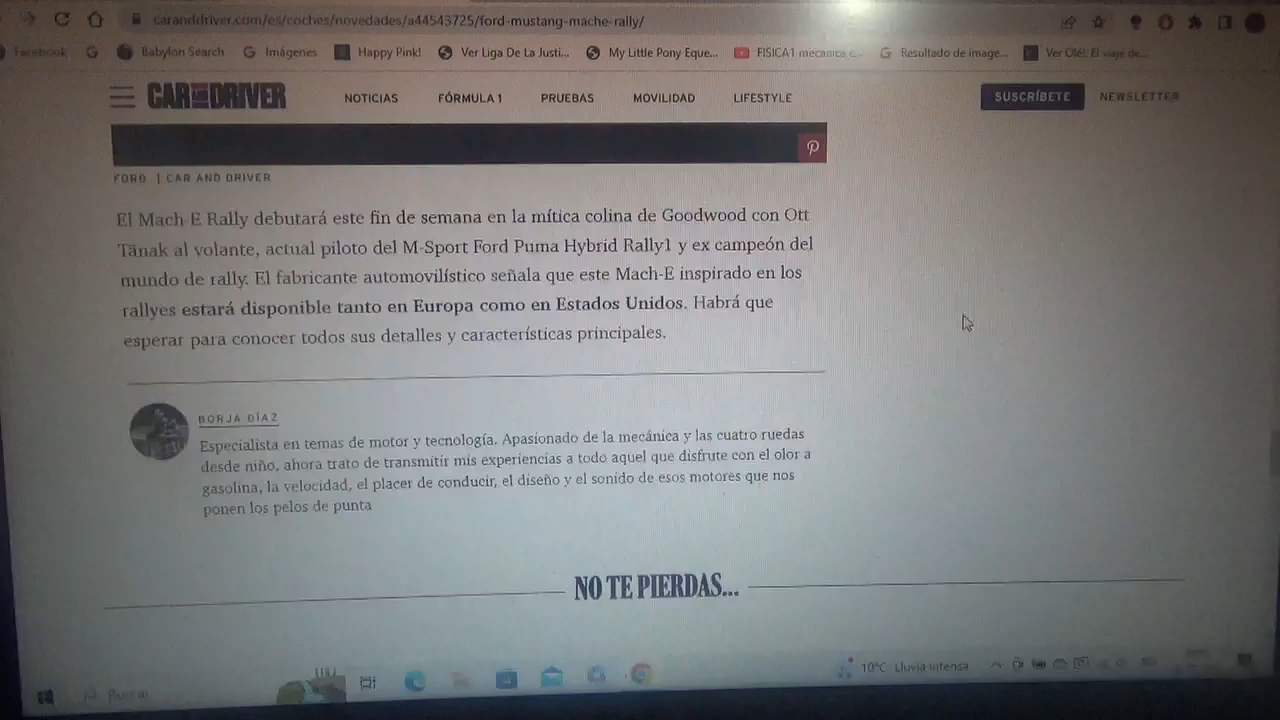 caranddriver.com/es/coches/novedades/a44543725/ford-mustang-mache-rally/
Facebook G Babylon Search G Imágenes Happy Pink! Ver Liga De La Justi... My Little Pony Eque... FISICA1 mecanica c... G Resultado de image... Ver Olé!: El viaje de...
CAR AND DRIVER NOTICIAS FÓRMULA 1 PRUEBAS MOVILIDAD LIFESTYLE SUSCRÍBETE NEWSLETTER
FORD | CAR AND DRIVER
El Mach-E Rally debutará este fin de semana en la mítica colina de Goodwood con Ott
Tänak al volante, actual piloto del M-Sport Ford Puma Hybrid Rally1 y ex campeón del
mundo de rally. El fabricante automovilístico señala que este Mach-E inspirado en los
rallyes estará disponible tanto en Europa como en Estados Unidos. Habrá que
esperar para conocer todos sus detalles y características principales.
BORJA DÍAZ
Especialista en temas de motor y tecnología. Apasionado de la mecánica y las cuatro ruedas
desde niño, ahora trato de transmitir mis experiencias a todo aquel que disfrute con el olor a
gasolina, la velocidad, el placer de conducir, el diseño y el sonido de esos motores que nos
ponen los pelos de punta
NO TE PIERDAS...
Buscar 10°C Lluvia intensa